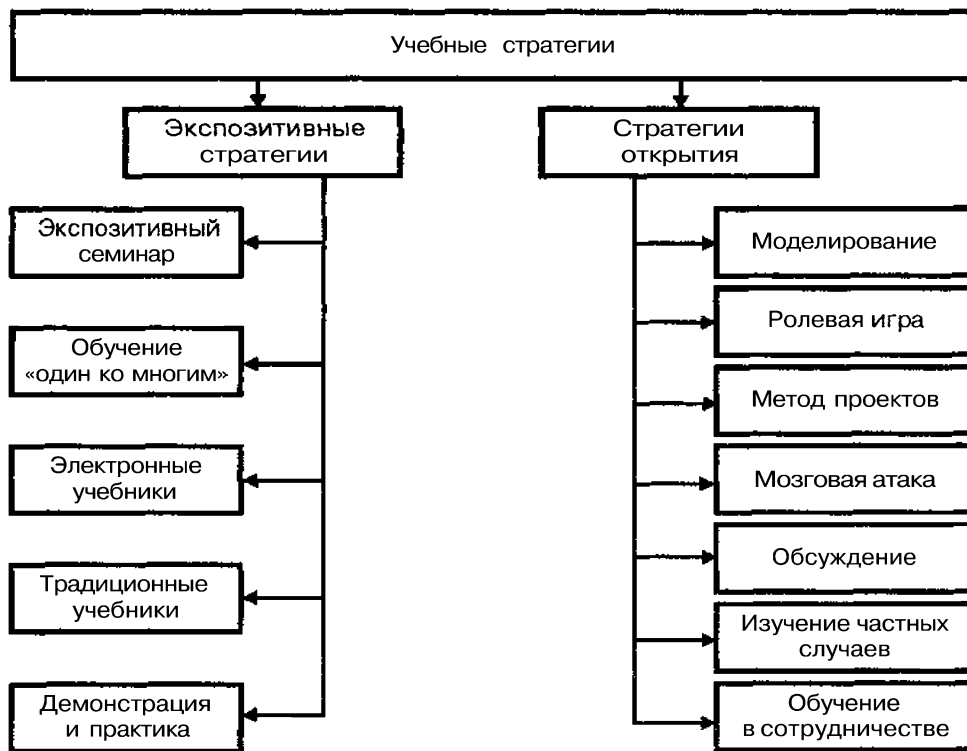 Учебные стратегии
Экспозитивные
стратегии
Стратегии
открытия
Экспозитивный
семинар
Обучение
«один ко многим»
Электронные
учебники
Традиционные
учебники
Демонстрация
и практика
Моделирование
Ролевая игра
Метод проектов
Мозговая атака
Обсуждение
Изучение частных
случаев
Обучение
в сотрудничестве